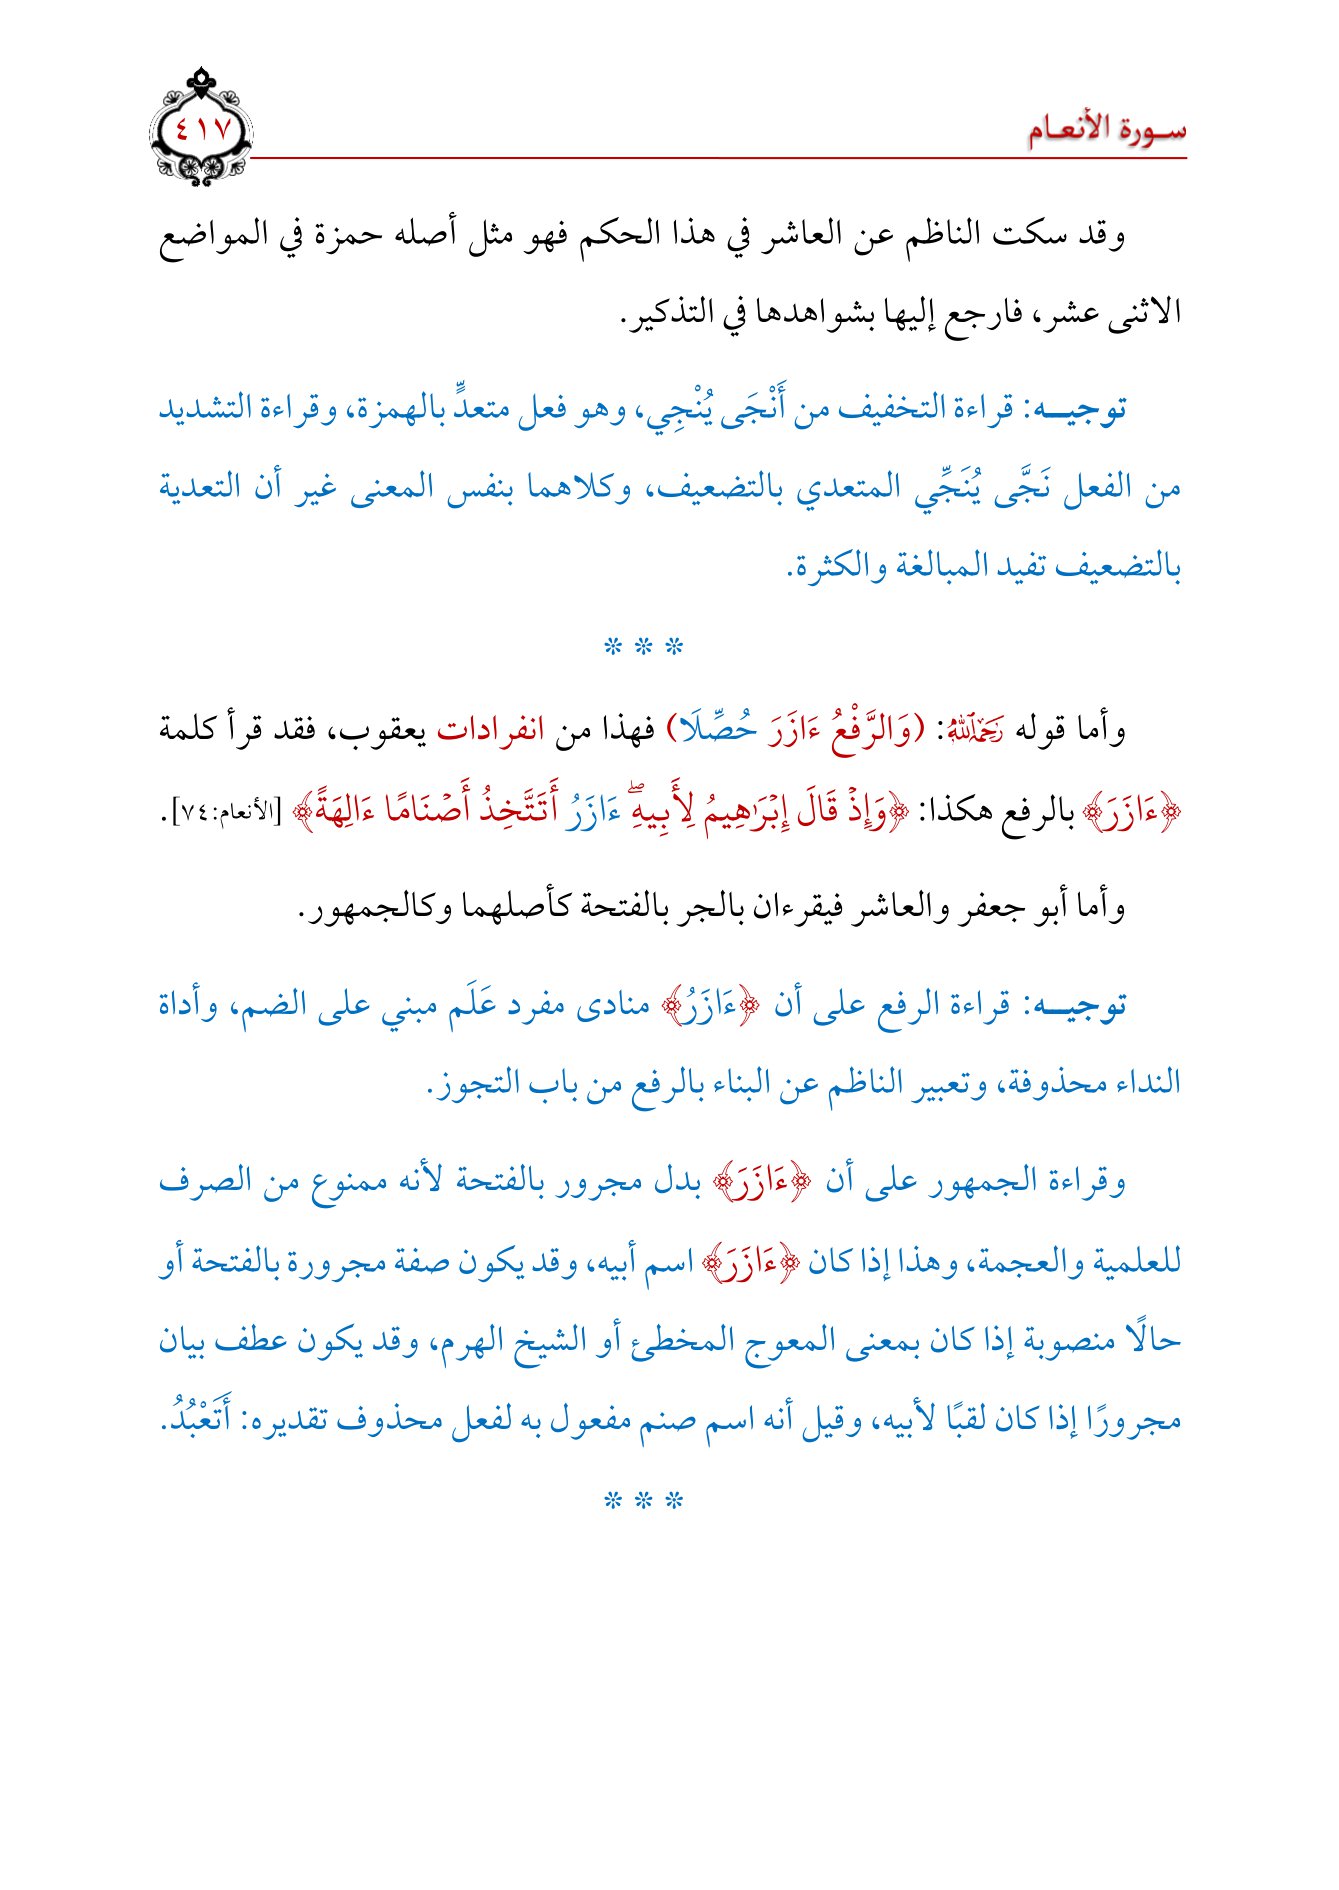 سورة الأنعام
٤١٧
وقد سكت الناظم عن العاشر في هذا الحكم فهو مثل أصله حمزة في المواضع
الاثنى عشر، فارجع إليها بشواهدها في التذكير.
توجيـه: قراءة التخفيف من أَنْجَى يُنْجِي، وهو فعل متعدٍّ بالهمزة، وقراءة التشديد
من الفعل نَجَّى يُنَجِّي المتعدي بالتضعيف، وكلاهما بنفس المعنى غير أن التعدية
بالتضعيف تفيد المبالغة والكثرة.
* * *
وأما قوله رَحِمَهُ اللَّهُ: (وَالرَّفْعُ ءَازَرَ حُصِّلَا) فهذا من انفرادات يعقوب، فقد قرأ كلمة
﴿ءَازَرَ﴾ بالرفع هكذا: ﴿وَإِذْ قَالَ إِبْرَٰهِيمُ لِأَبِيهِۖ ءَازَرُ أَتَتَّخِذُ أَصْنَامًا ءَالِهَةً﴾ [الأنعام:٧٤].
وأما أبو جعفر والعاشر فيقرءان بالجر بالفتحة كأصلهما وكالجمهور.
توجيـه: قراءة الرفع على أن ﴿ءَازَرُ﴾ منادى مفرد عَلَم مبني على الضم، وأداة
النداء محذوفة، وتعبير الناظم عن البناء بالرفع من باب التجوز.
وقراءة الجمهور على أن ﴿ءَازَرَ﴾ بدل مجرور بالفتحة لأنه ممنوع من الصرف
للعلمية والعجمة، وهذا إذا كان ﴿ءَازَرَ﴾ اسم أبيه، وقد يكون صفة مجرورة بالفتحة أو
حالًا منصوبة إذا كان بمعنى المعوج المخطئ أو الشيخ الهرم، وقد يكون عطف بيان
مجرورًا إذا كان لقبًا لأبيه، وقيل أنه اسم صنم مفعول به لفعل محذوف تقديره: أَتَعْبُدُ.
* * *